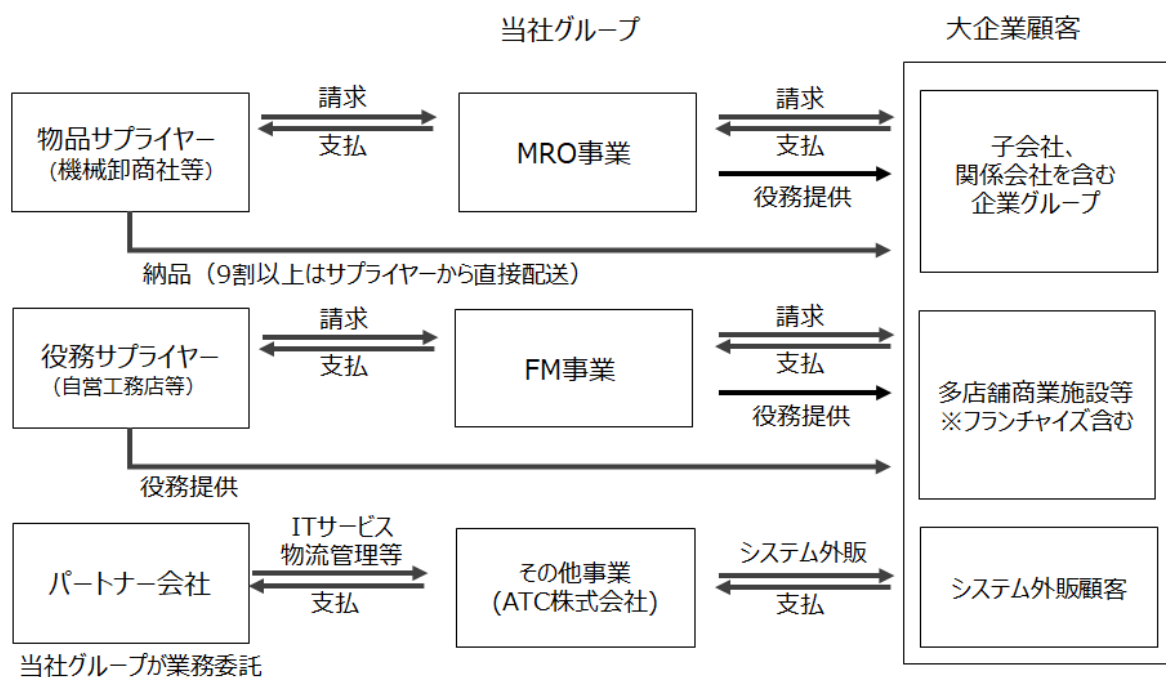 当社グループ
大企業顧客
物品サプライヤー
(機械卸商社等)
請求
支払
MRO事業
請求
支払
役務提供
子会社、
関係会社を含む
企業グループ
納品（9割以上はサプライヤーから直接配送）
役務サプライヤー
(自営工務店等)
請求
支払
FM事業
請求
支払
役務提供
多店舗商業施設等
※フランチャイズ含む
役務提供
パートナー会社
ITサービス
物流管理等
支払
その他事業
(ATC株式会社)
システム外販
支払
システム外販顧客
当社グループが業務委託